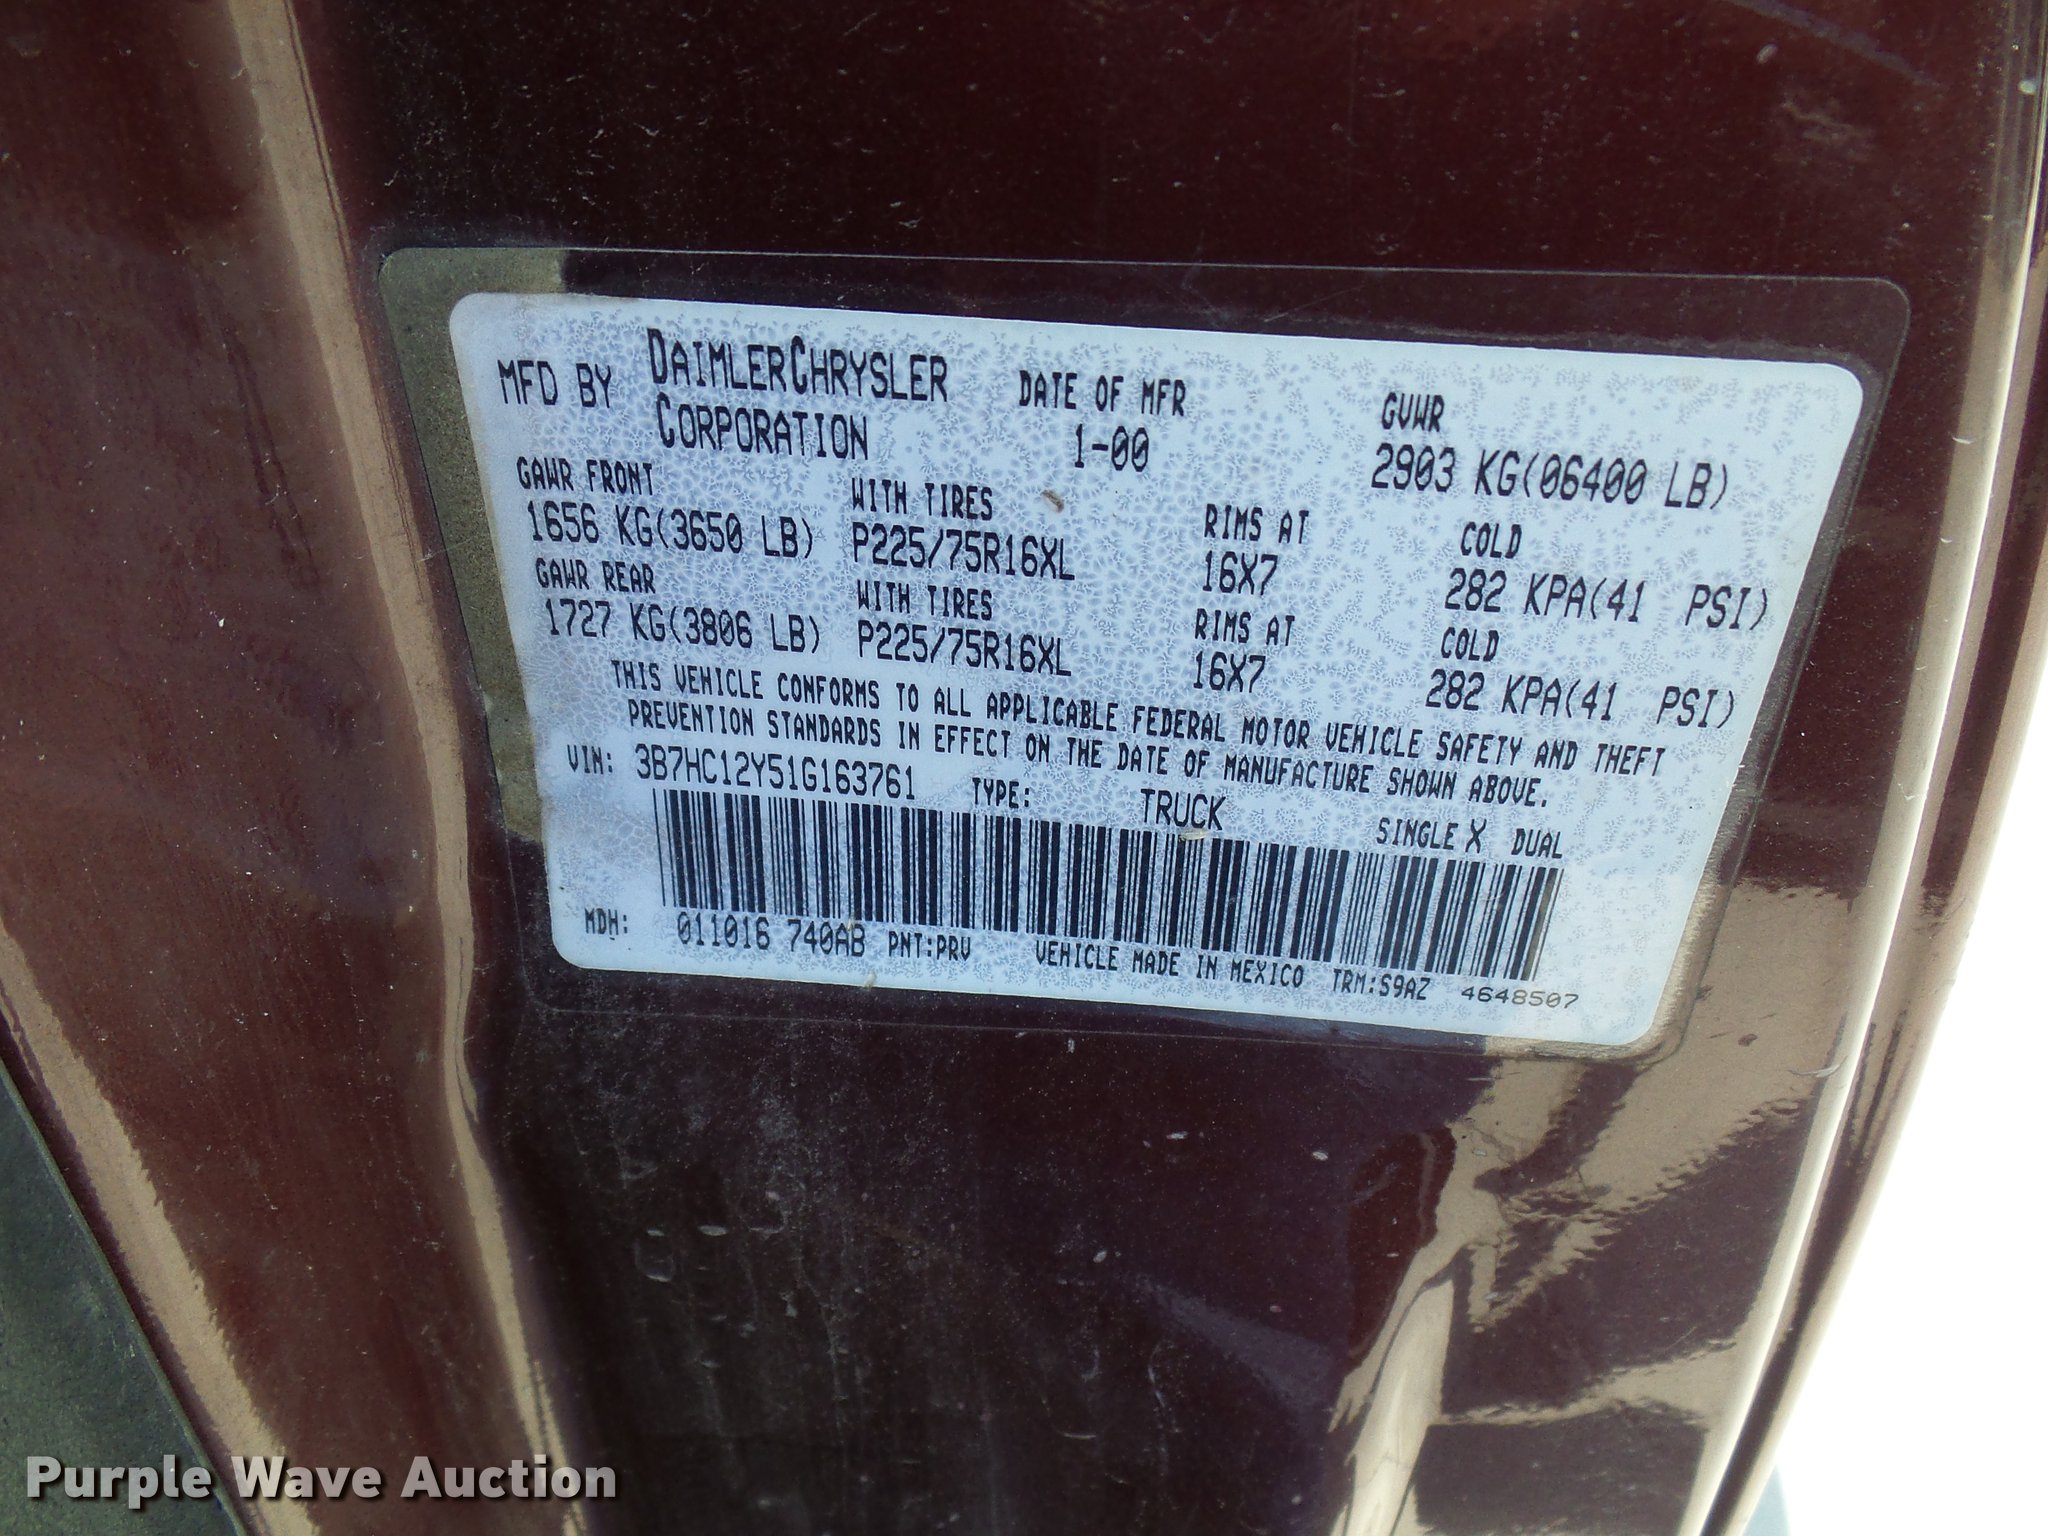 MFD BY DAIMLERCHRYSLER CORPORATION DATE OF MFR 1-00 GVWR 2903 KG(06400 LB)
GAWR FRONT WITH TIRES RIMS AT COLD
1656 KG(3650 LB) P225/75R16XL 16X7 282 KPA(41 PSI)
GAWR REAR WITH TIRES RIMS AT COLD
1727 KG(3806 LB) P225/75R16XL 16X7 282 KPA(41 PSI)
THIS VEHICLE CONFORMS TO ALL APPLICABLE FEDERAL MOTOR VEHICLE SAFETY AND THEFT
PREVENTION STANDARDS IN EFFECT ON THE DATE OF MANUFACTURE SHOWN ABOVE.
VIN: 3B7HC12Y51G163761 TYPE: TRUCK SINGLE X DUAL
MDH: 011016 740AB PNT:PRV VEHICLE MADE IN MEXICO TRM:S9AZ 4648507
Purple Wave Auction